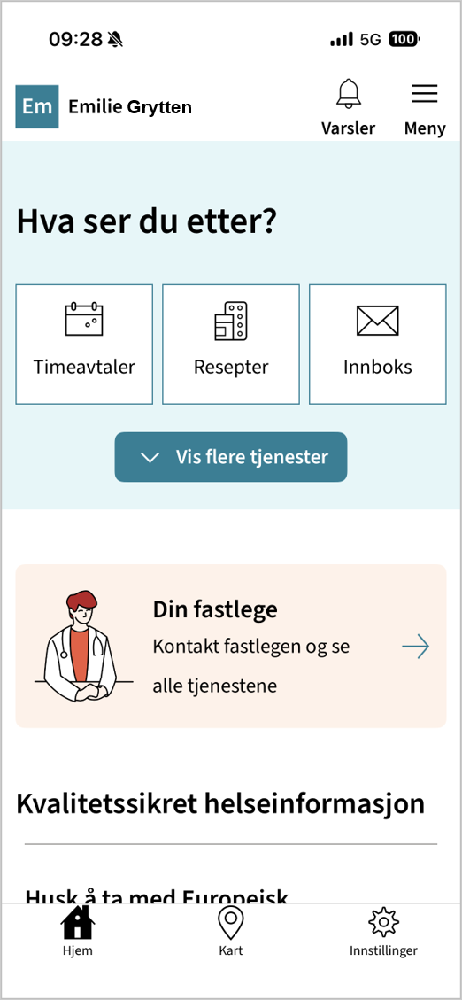 09:28 5G 100
Em Emilie Grytten
Varsler Meny
Hva ser du etter?
Timeavtaler Resepter Innboks
Vis flere tjenester
Din fastlege
Kontakt fastlegen og se
alle tjenestene
Kvalitetssikret helseinformasjon
Husk å ta med Europeisk
Hjem Kart Innstillinger